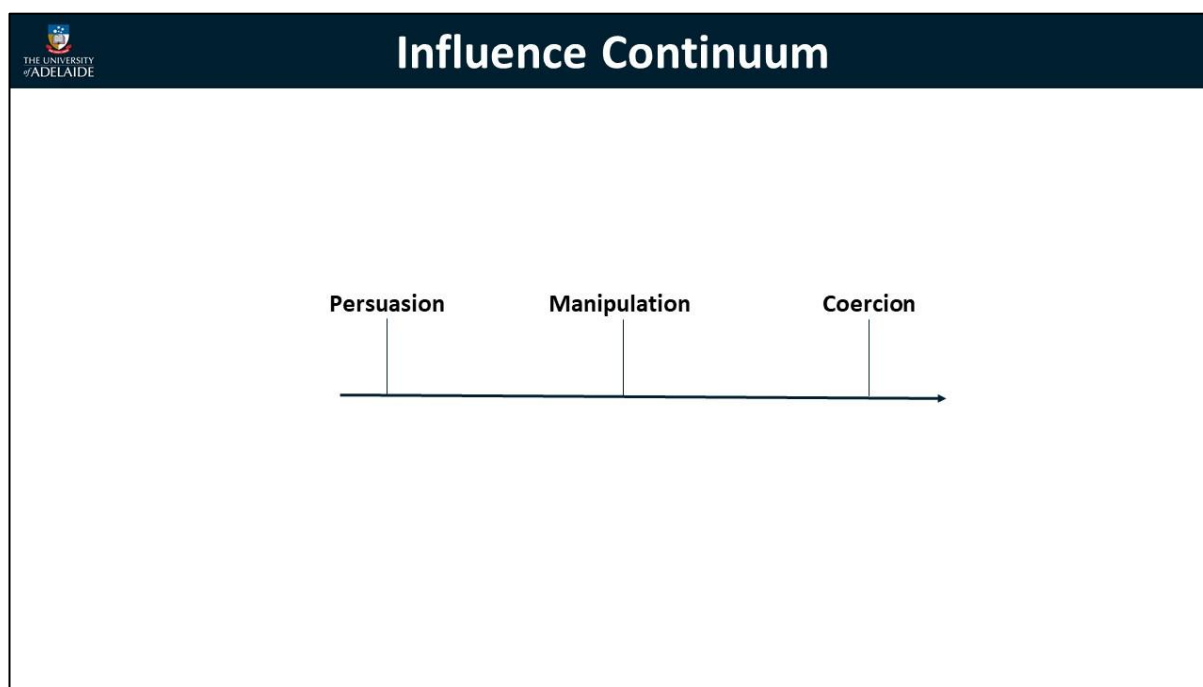 THE UNIVERSITY
of ADELAIDE
Influence Continuum
Persuasion Manipulation Coercion